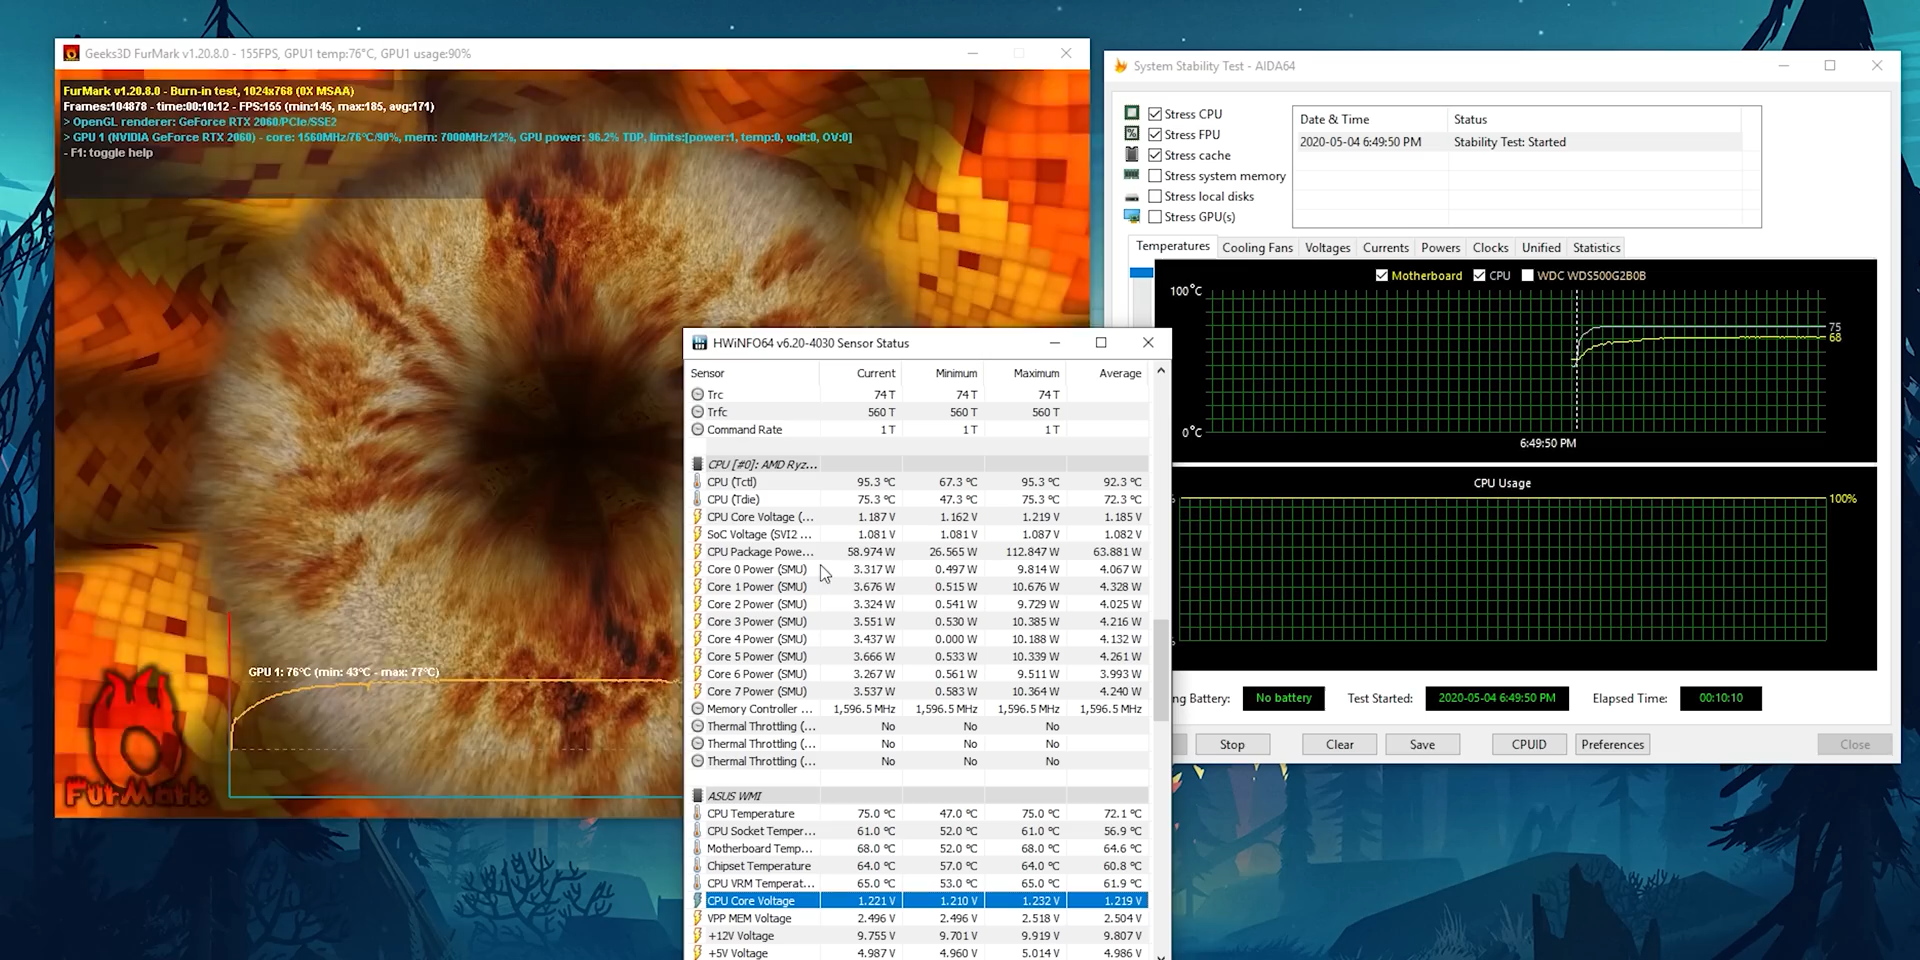 Geeks3D FurMark v1.20.8.0 - 155FPS, GPU1 temp:76°C, GPU1 usage:90%
FurMark v1.20.8.0 - Burn-in test, 1024x768 (0X MSAA)
Frames:104878 - time:00:10:12 - FPS:155 (min:145, max:185, avg:171)
> OpenGL renderer: GeForce RTX 2060/PCIe/SSE2
> GPU 1 (NVIDIA GeForce RTX 2060) - core: 1560MHz/76°C/90%, mem: 7000MHz/12%, GPU power: 96.2% TDP, limits:[power:1, temp:0, volt:0, OV:0]
- F1: toggle help
GPU 1: 76°C (min: 43°C - max: 77°C)
FurMark
System Stability Test - AIDA64
Stress CPU
Stress FPU
Stress cache
Stress system memory
Stress local disks
Stress GPU(s)
Date & Time Status
2020-05-04 6:49:50 PM Stability Test: Started
Temperatures Cooling Fans Voltages Currents Powers Clocks Unified Statistics
Motherboard CPU WDC WDS500G2B0B
100°C
75
68
0°C
6:49:50 PM
CPU Usage
100%
%
%
ng Battery: No battery Test Started: 2020-05-04 6:49:50 PM Elapsed Time: 00:10:10
Stop Clear Save CPUID Preferences Close
HWiNFO64 v6.20-4030 Sensor Status
Sensor Current Minimum Maximum Average
Trc 74 T 74 T 74 T
Trfc 560 T 560 T 560 T
Command Rate 1 T 1 T 1 T
CPU [#0]: AMD Ryz...
CPU (Tctl) 95.3 °C 67.3 °C 95.3 °C 92.3 °C
CPU (Tdie) 75.3 °C 47.3 °C 75.3 °C 72.3 °C
CPU Core Voltage (... 1.187 V 1.162 V 1.219 V 1.185 V
SoC Voltage (SVI2 ... 1.081 V 1.081 V 1.087 V 1.082 V
CPU Package Powe... 58.974 W 26.565 W 112.847 W 63.881 W
Core 0 Power (SMU) 3.317 W 0.497 W 9.814 W 4.067 W
Core 1 Power (SMU) 3.676 W 0.515 W 10.676 W 4.328 W
Core 2 Power (SMU) 3.324 W 0.541 W 9.729 W 4.025 W
Core 3 Power (SMU) 3.551 W 0.530 W 10.385 W 4.216 W
Core 4 Power (SMU) 3.437 W 0.000 W 10.188 W 4.132 W
Core 5 Power (SMU) 3.666 W 0.533 W 10.339 W 4.261 W
Core 6 Power (SMU) 3.267 W 0.561 W 9.511 W 3.993 W
Core 7 Power (SMU) 3.537 W 0.583 W 10.364 W 4.240 W
Memory Controller ... 1,596.5 MHz 1,596.5 MHz 1,596.5 MHz 1,596.5 MHz
Thermal Throttling (... No No No
Thermal Throttling (... No No No
Thermal Throttling (... No No No
ASUS WMI
CPU Temperature 75.0 °C 47.0 °C 75.0 °C 72.1 °C
CPU Socket Temper... 61.0 °C 52.0 °C 61.0 °C 56.9 °C
Motherboard Temp... 68.0 °C 52.0 °C 68.0 °C 64.6 °C
Chipset Temperature 64.0 °C 57.0 °C 64.0 °C 60.8 °C
CPU VRM Temperat... 65.0 °C 53.0 °C 65.0 °C 61.9 °C
CPU Core Voltage 1.221 V 1.210 V 1.232 V 1.219 V
VPP MEM Voltage 2.496 V 2.496 V 2.518 V 2.504 V
+12V Voltage 9.755 V 9.701 V 9.919 V 9.807 V
+5V Voltage 4.987 V 4.960 V 5.014 V 4.986 V